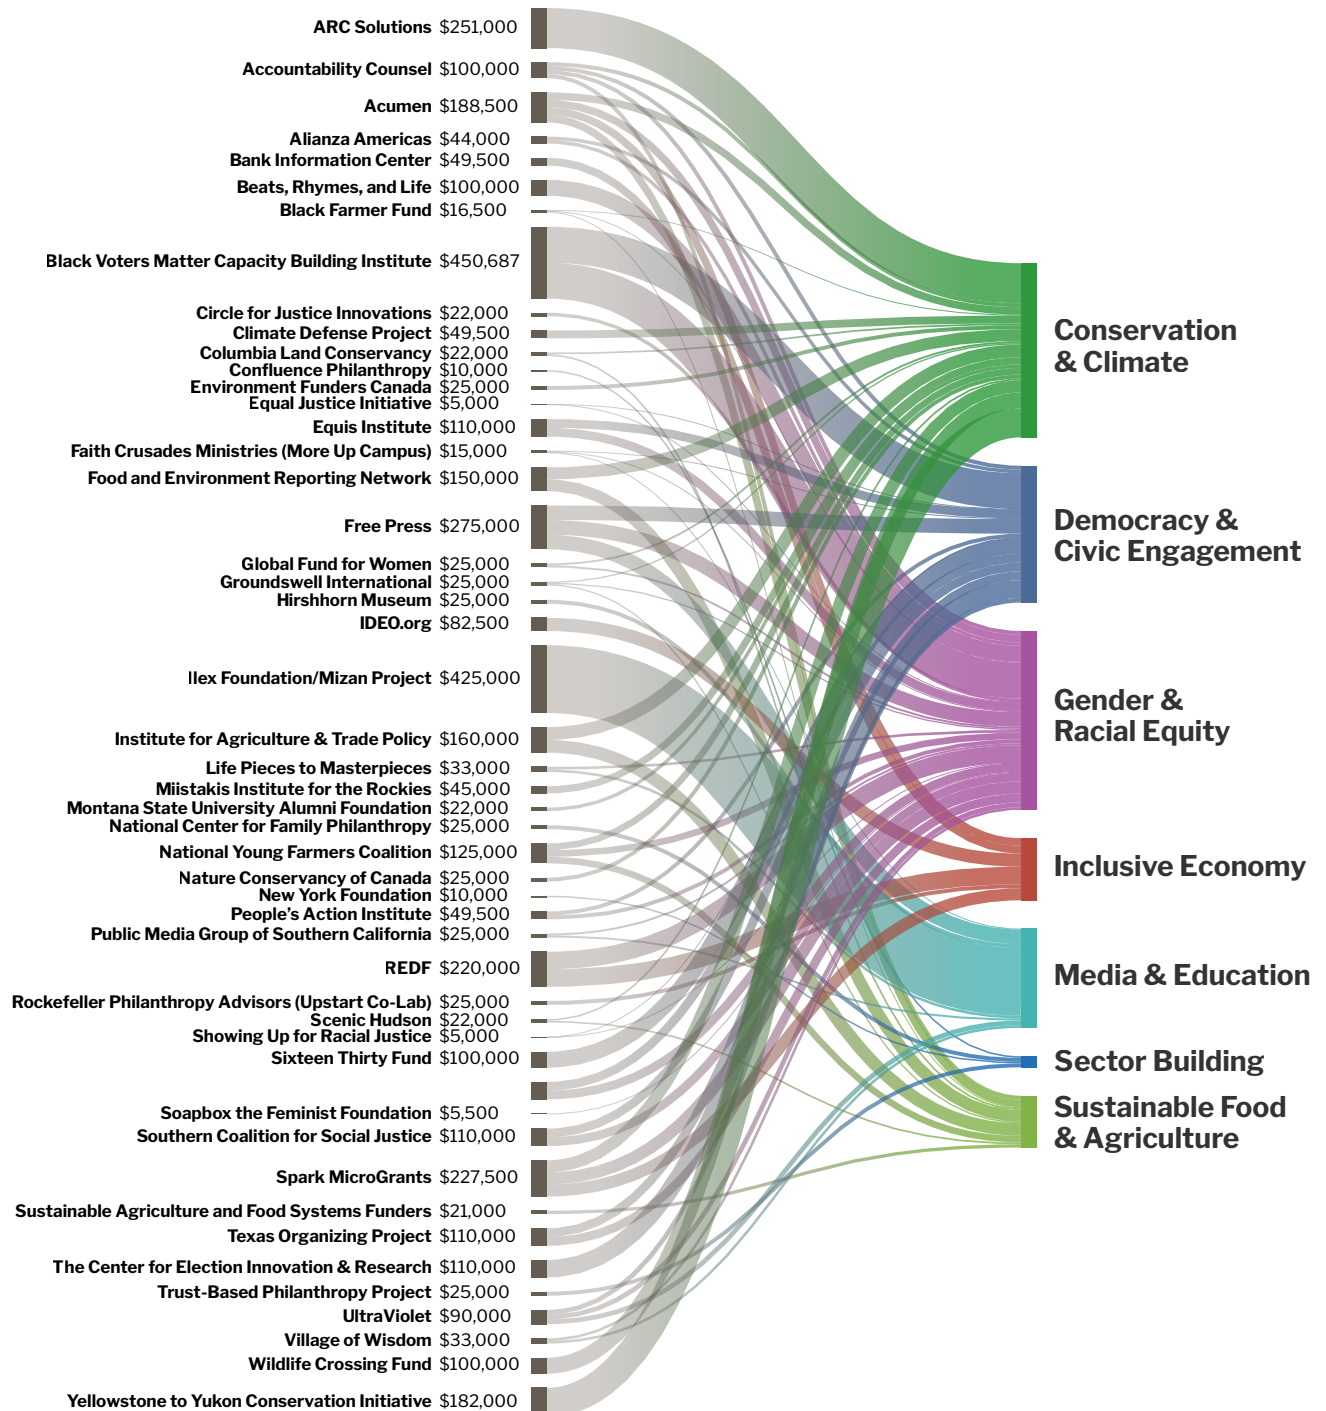 ARC Solutions $251,000
Accountability Counsel $100,000
Acumen $188,500
Alianza Americas $44,000
Bank Information Center $49,500
Beats, Rhymes, and Life $100,000
Black Farmer Fund $16,500
Black Voters Matter Capacity Building Institute $450,687
Circle for Justice Innovations $22,000
Climate Defense Project $49,500
Columbia Land Conservancy $22,000
Confluence Philanthropy $10,000
Environment Funders Canada $25,000
Equal Justice Initiative $5,000
Equis Institute $110,000
Faith Crusades Ministries (More Up Campus) $15,000
Food and Environment Reporting Network $150,000
Free Press $275,000
Global Fund for Women $25,000
Groundswell International $25,000
Hirshhorn Museum $25,000
IDEO.org $82,500
Ilex Foundation/Mizan Project $425,000
Institute for Agriculture & Trade Policy $160,000
Life Pieces to Masterpieces $33,000
Miistakis Institute for the Rockies $45,000
Montana State University Alumni Foundation $22,000
National Center for Family Philanthropy $25,000
National Young Farmers Coalition $125,000
Nature Conservancy of Canada $25,000
New York Foundation $10,000
People’s Action Institute $49,500
Public Media Group of Southern California $25,000
REDF $220,000
Rockefeller Philanthropy Advisors (Upstart Co-Lab) $25,000
Scenic Hudson $22,000
Showing Up for Racial Justice $5,000
Sixteen Thirty Fund $100,000
Soapbox the Feminist Foundation $5,500
Southern Coalition for Social Justice $110,000
Spark MicroGrants $227,500
Sustainable Agriculture and Food Systems Funders $21,000
Texas Organizing Project $110,000
The Center for Election Innovation & Research $110,000
Trust-Based Philanthropy Project $25,000
UltraViolet $90,000
Village of Wisdom $33,000
Wildlife Crossing Fund $100,000
Yellowstone to Yukon Conservation Initiative $182,000
Conservation
& Climate
Democracy &
Civic Engagement
Gender &
Racial Equity
Inclusive Economy
Media & Education
Sector Building
Sustainable Food
& Agriculture